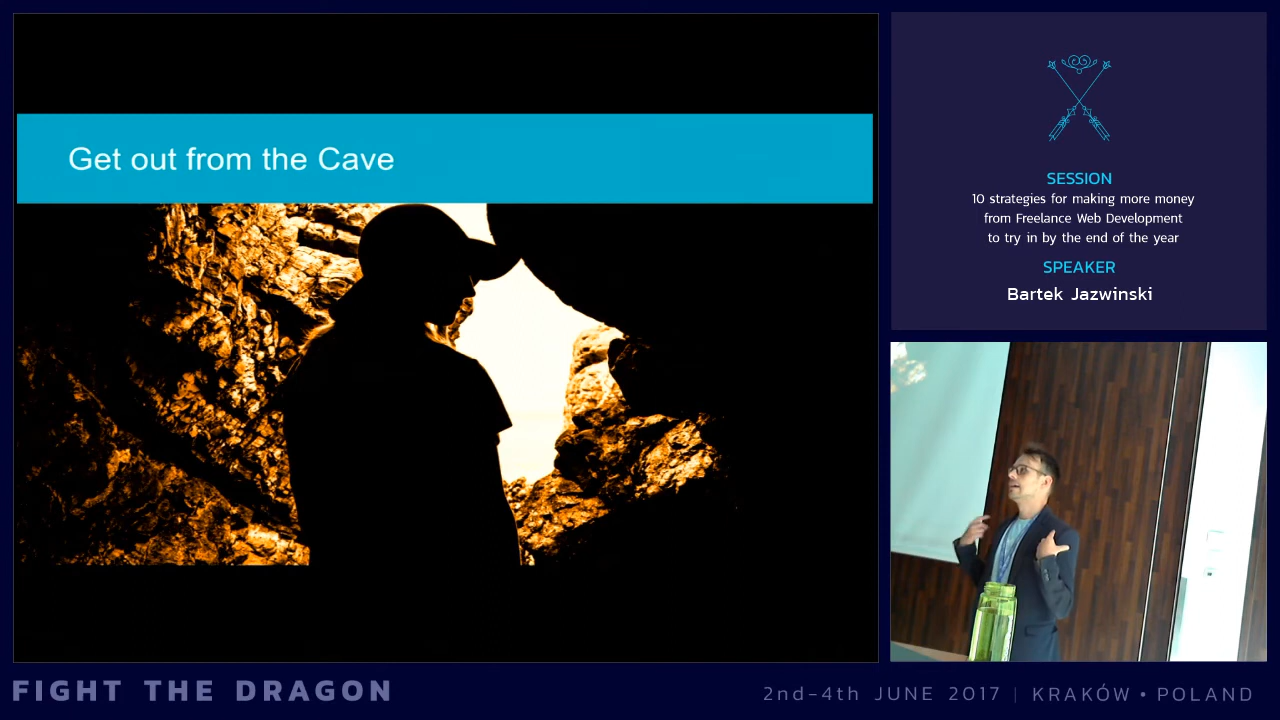 Get out from the Cave
SESSION
10 strategies for making more money
from Freelance Web Development
to try in by the end of the year
SPEAKER
Bartek Jazwinski
FIGHT THE DRAGON
2nd-4th JUNE 2017 | KRAKÓW • POLAND